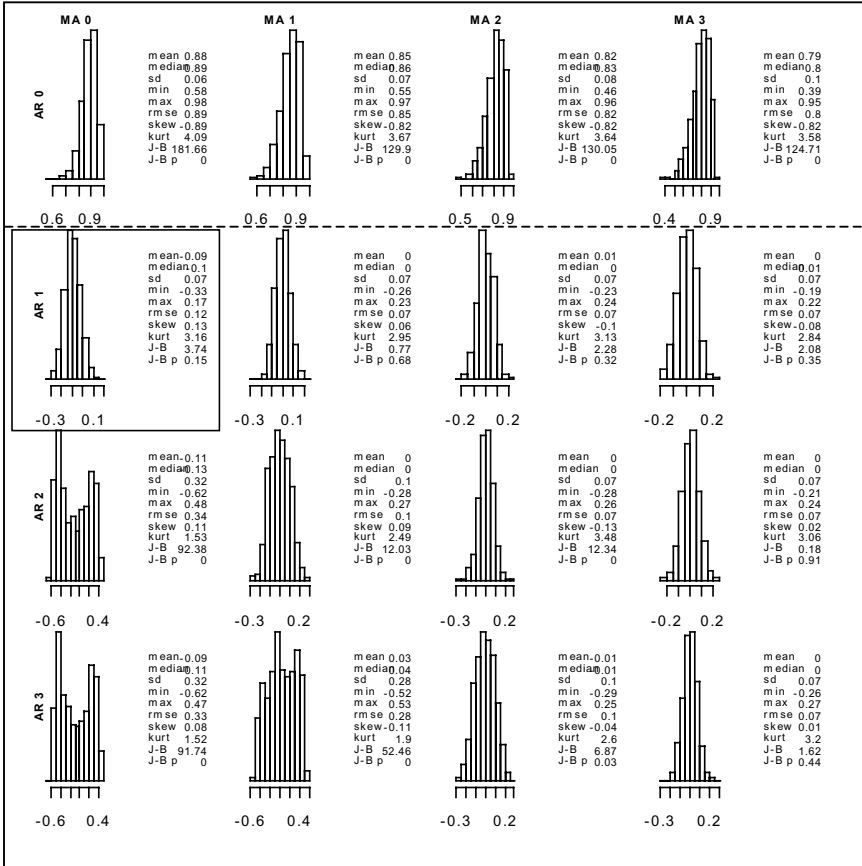 MA 0 MA 1 MA 2 MA 3
AR 0
mean 0.88
median 0.89
sd 0.06
min 0.58
max 0.98
rmse 0.89
skew -0.89
kurt 4.09
J-B 181.66
J-B p 0
0.6 0.9
mean 0.85
median 0.86
sd 0.07
min 0.55
max 0.97
rmse 0.85
skew -0.82
kurt 3.67
J-B 129.9
J-B p 0
0.6 0.9
mean 0.82
median 0.83
sd 0.08
min 0.46
max 0.96
rmse 0.82
skew -0.82
kurt 3.64
J-B 130.05
J-B p 0
0.5 0.9
mean 0.79
median 0.8
sd 0.1
min 0.39
max 0.95
rmse 0.8
skew -0.82
kurt 3.58
J-B 124.71
J-B p 0
0.4 0.9
AR 1
mean -0.09
median -0.1
sd 0.07
min -0.33
max 0.17
rmse 0.12
skew 0.13
kurt 3.16
J-B 3.74
J-B p 0.15
-0.3 0.1
mean 0
median 0
sd 0.07
min -0.26
max 0.23
rmse 0.07
skew 0.06
kurt 2.95
J-B 0.77
J-B p 0.68
-0.3 0.1
mean 0.01
median 0
sd 0.07
min -0.23
max 0.24
rmse 0.07
skew -0.1
kurt 3.13
J-B 2.28
J-B p 0.32
-0.2 0.2
mean 0
median 0.01
sd 0.07
min -0.19
max 0.22
rmse 0.07
skew -0.08
kurt 2.84
J-B 2.08
J-B p 0.35
-0.2 0.2
AR 2
mean -0.11
median -0.13
sd 0.32
min -0.62
max 0.48
rmse 0.34
skew 0.11
kurt 1.53
J-B 92.38
J-B p 0
-0.6 0.4
mean 0
median 0
sd 0.1
min -0.28
max 0.27
rmse 0.1
skew 0.09
kurt 2.49
J-B 12.03
J-B p 0
-0.3 0.2
mean 0
median 0
sd 0.07
min -0.28
max 0.26
rmse 0.07
skew -0.13
kurt 3.48
J-B 12.34
J-B p 0
-0.3 0.2
mean 0
median 0
sd 0.07
min -0.21
max 0.24
rmse 0.07
skew 0.02
kurt 3.06
J-B 0.18
J-B p 0.91
-0.2 0.2
AR 3
mean -0.09
median -0.11
sd 0.32
min -0.62
max 0.47
rmse 0.33
skew 0.08
kurt 1.52
J-B 91.74
J-B p 0
-0.6 0.4
mean 0.03
median 0.04
sd 0.28
min -0.52
max 0.53
rmse 0.28
skew -0.11
kurt 1.9
J-B 52.46
J-B p 0
-0.6 0.4
mean -0.01
median -0.01
sd 0.1
min -0.29
max 0.25
rmse 0.1
skew -0.04
kurt 2.6
J-B 6.87
J-B p 0.03
-0.3 0.2
mean 0
median 0
sd 0.07
min -0.26
max 0.27
rmse 0.07
skew 0.01
kurt 3.2
J-B 1.62
J-B p 0.44
-0.3 0.2